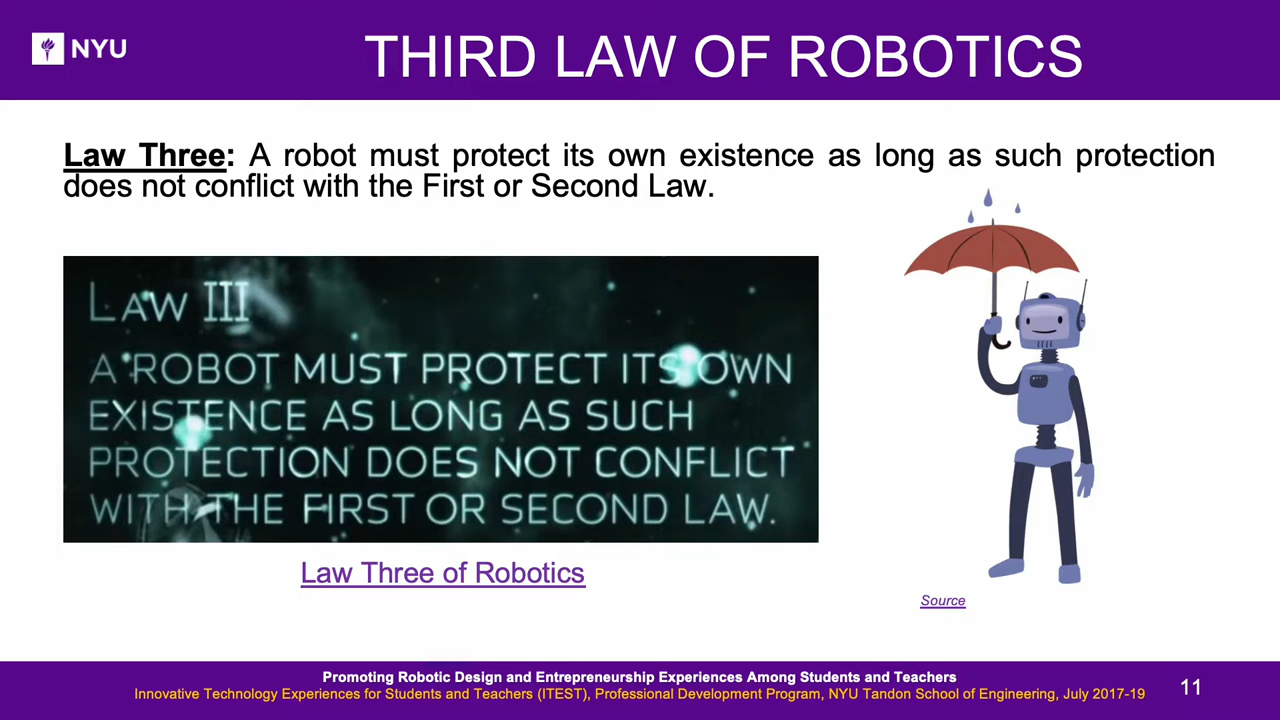 NYU
THIRD LAW OF ROBOTICS
Law Three: A robot must protect its own existence as long as such protection
does not conflict with the First or Second Law.
LAW III
A ROBOT MUST PROTECT ITS OWN
EXISTENCE AS LONG AS SUCH
PROTECTION DOES NOT CONFLICT
WITH THE FIRST OR SECOND LAW.
Law Three of Robotics
Source
Promoting Robotic Design and Entrepreneurship Experiences Among Students and Teachers
Innovative Technology Experiences for Students and Teachers (ITEST), Professional Development Program, NYU Tandon School of Engineering, July 2017-19
11